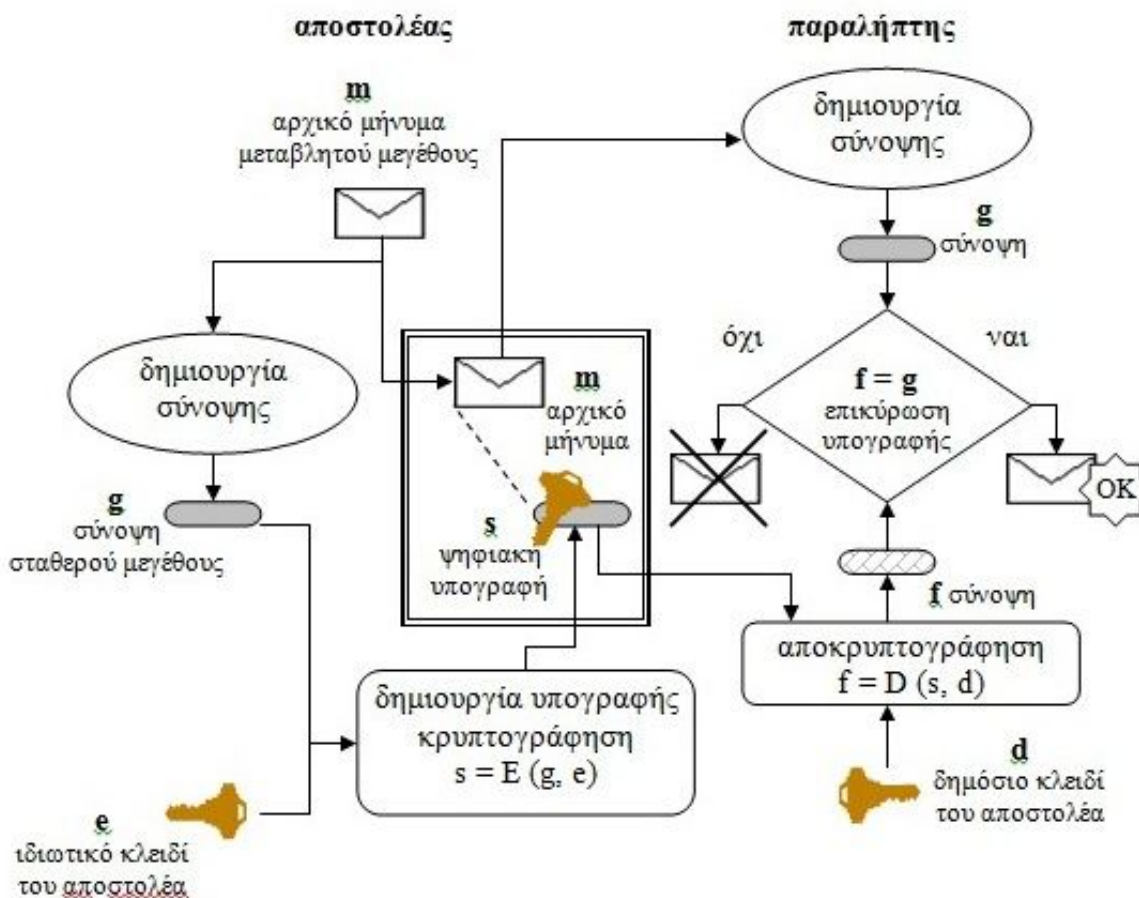 αποστολέας
m
αρχικό μήνυμα
μεταβλητού μεγέθους
δημιουργία
σύνοψης
g
σύνοψη
σταθερού μεγέθους
e
ιδιωτικό κλειδί
του αποστολέα
m
αρχικό
μήνυμα
s
ψηφιακη
υπογραφή
δημιουργία υπογραφής
κρυπτογράφηση
s = E (g, e)
παραλήπτης
δημιουργία
σύνοψης
g
σύνοψη
όχι
ναι
f = g
επικύρωση
υπογραφής
OK
f σύνοψη
αποκρυπτογράφηση
f = D (s, d)
d
δημόσιο κλειδί
του αποστολέα